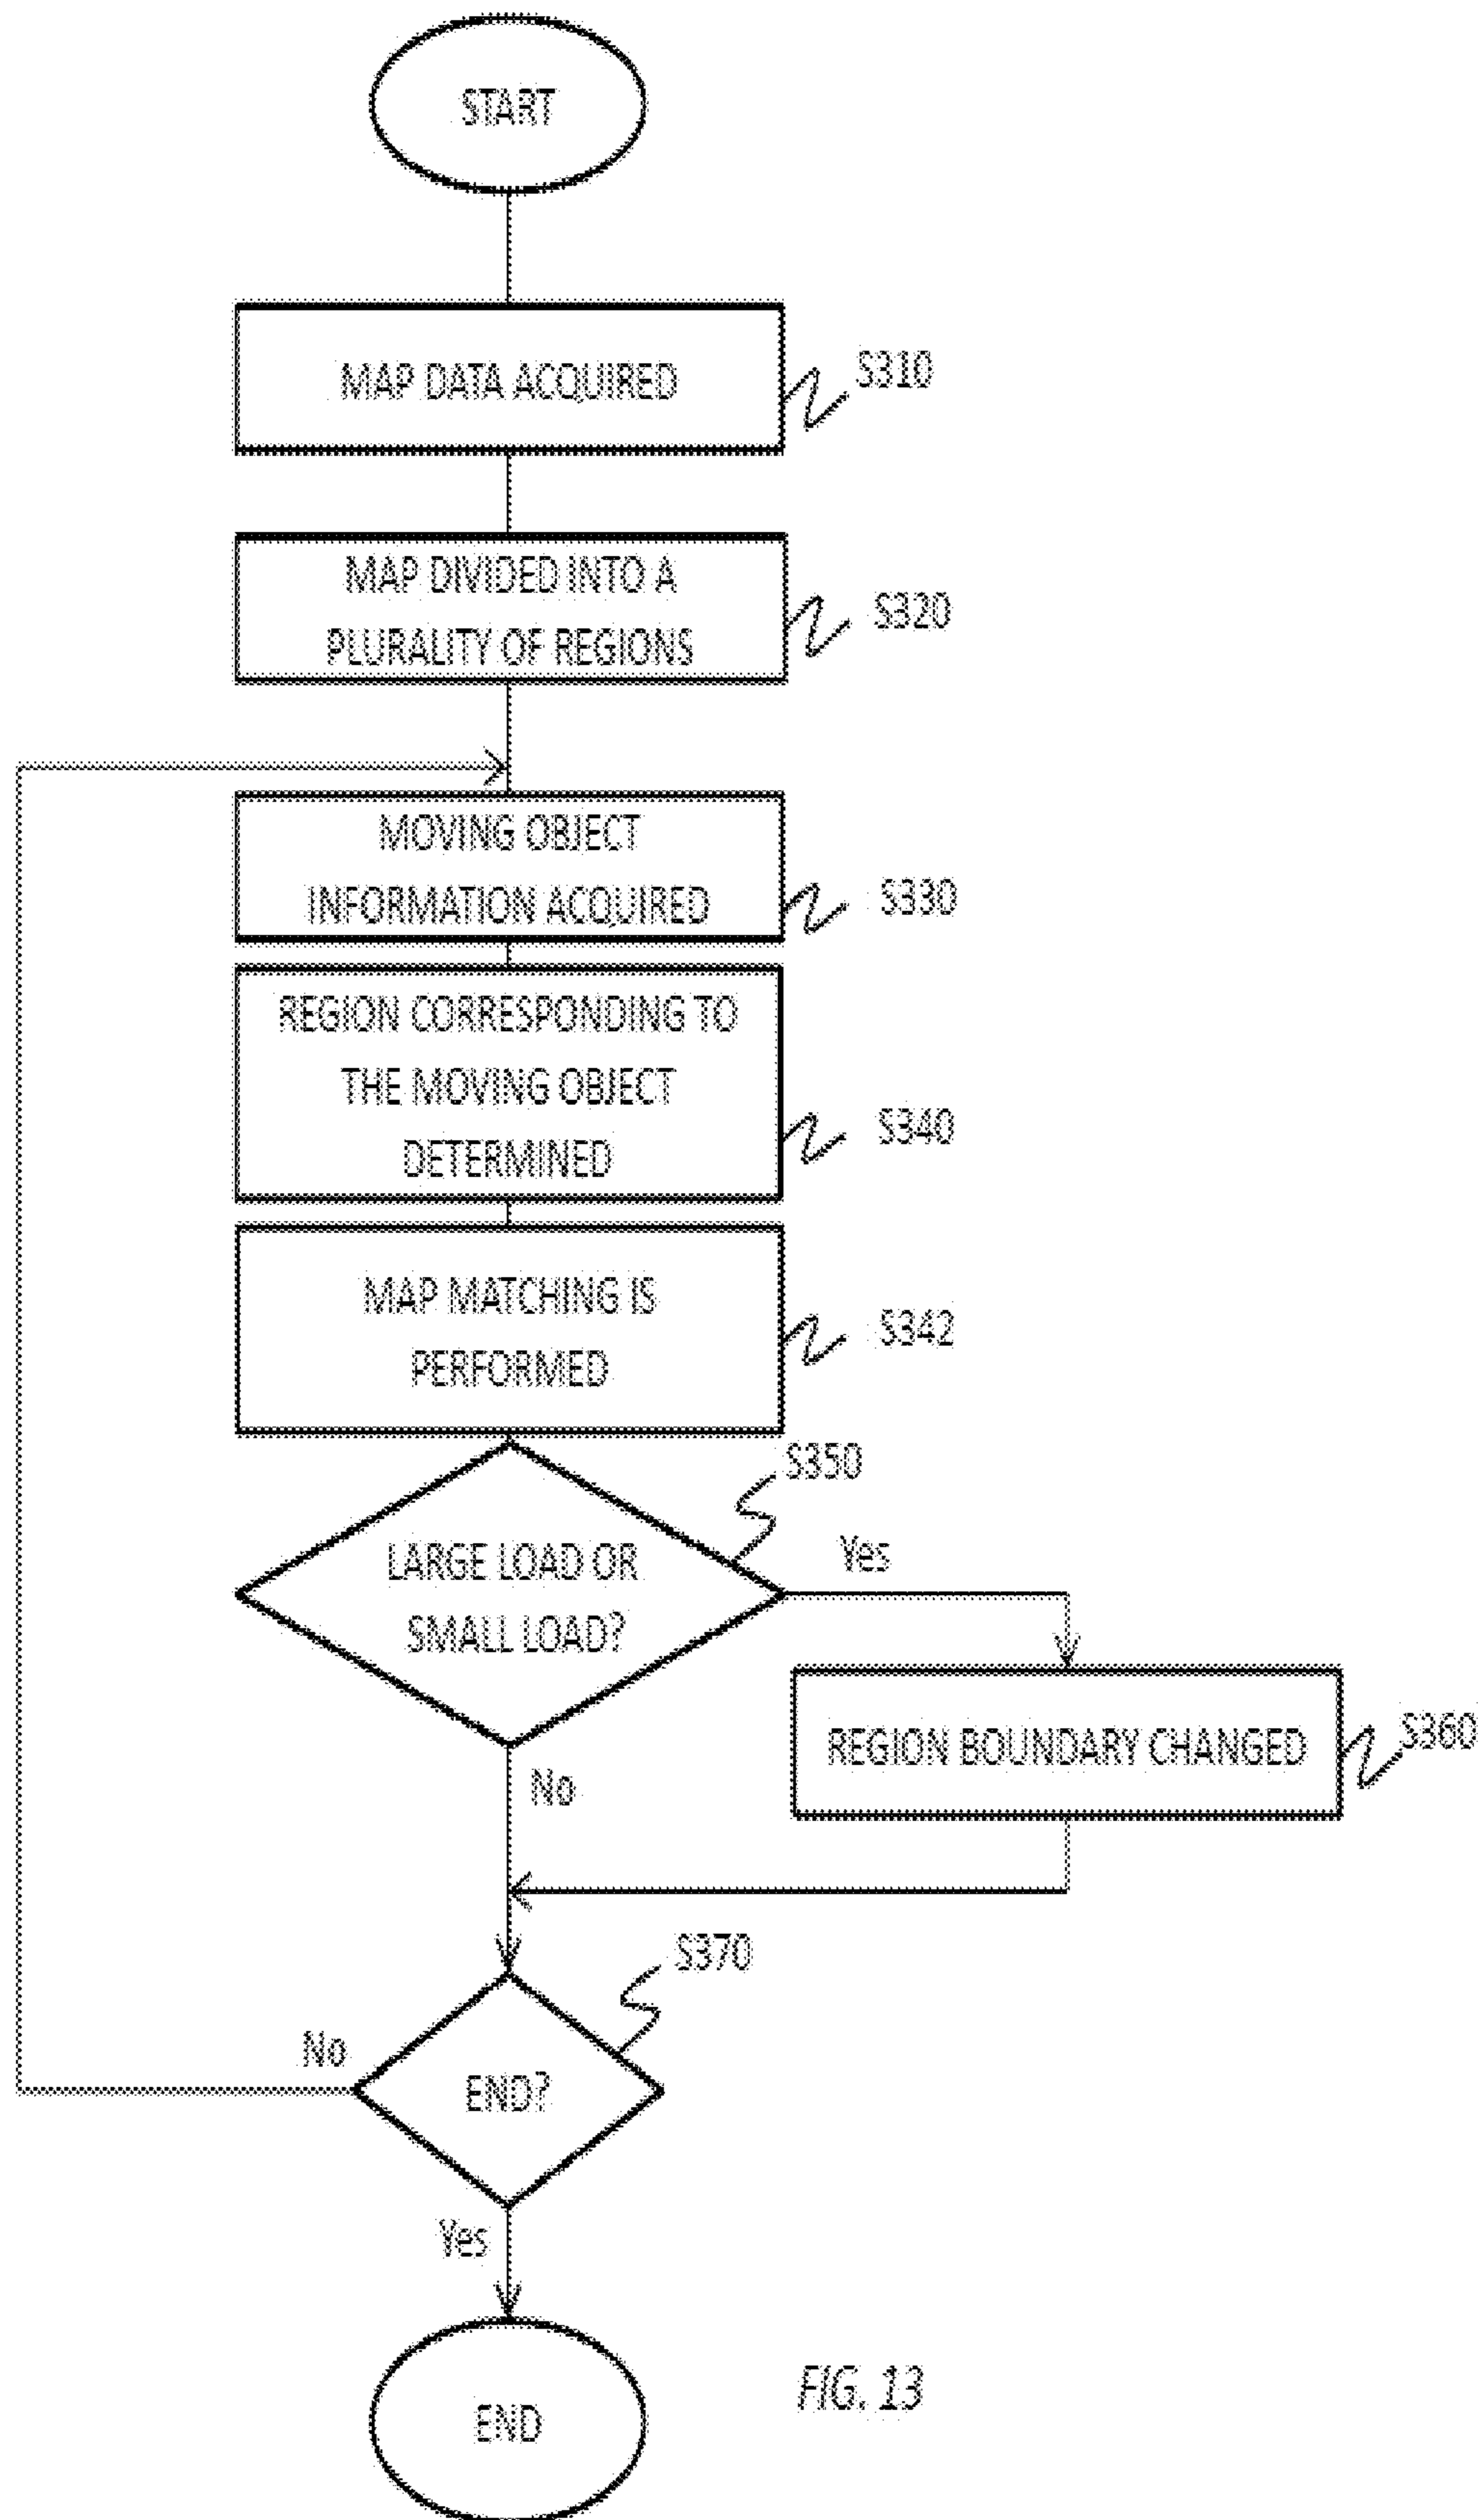 START
MAP DATA ACQUIRED
S310
MAP DIVIDED INTO A
PLURALITY OF REGIONS
S320
MOVING OBJECT
INFORMATION ACQUIRED
S330
REGION CORRESPONDING TO
THE MOVING OBJECT
DETERMINED
S340
MAP MATCHING IS
PERFORMED
S342
S350
LARGE LOAD OR
SMALL LOAD?
Yes
REGION BOUNDARY CHANGED
S360
No
S370
No
END?
Yes
END
FIG. 13